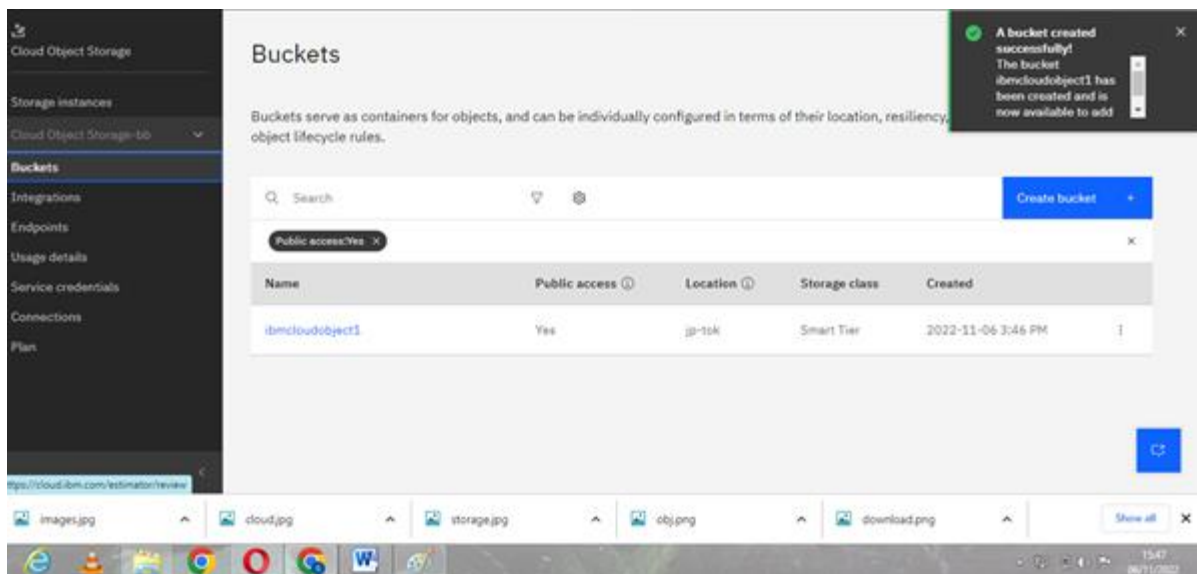 Cloud Object Storage
Storage instances
Cloud Object Storage-bb
Buckets
Integrations
Endpoints
Usage details
Service credentials
Connections
Plan
Buckets
Buckets serve as containers for objects, and can be individually configured in terms of their location, resiliency,
object lifecycle rules.
A bucket created
successfully!
The bucket
ibmcloudobject1 has
been created and is
now available to add
Search
Create bucket +
Public access:Yes ×
Name Public access Location Storage class Created
ibmcloudobject1 Yes jp-tok Smart Tier 2022-11-06 3:46 PM
ttps://cloud.ibm.com/estimator/review
images.jpg cloud.jpg storage.jpg obj.png download.png Show all
15:47
06/11/2022